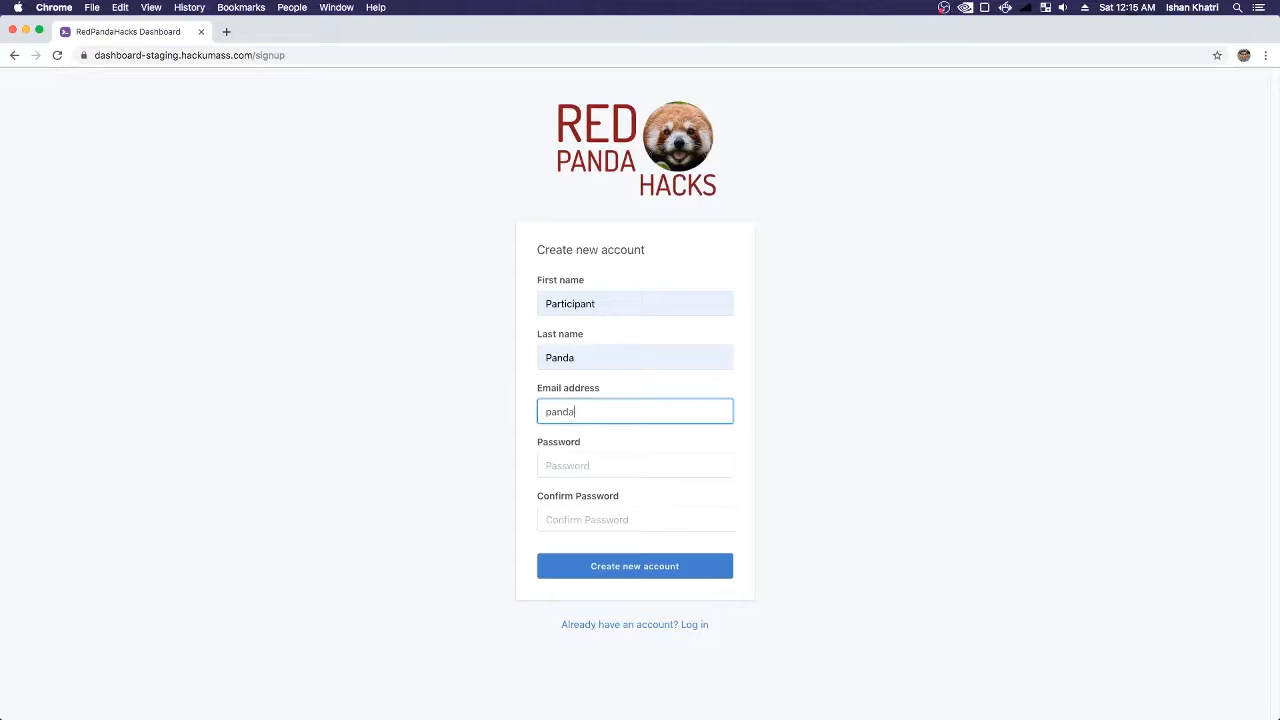 Chrome File Edit View History Bookmarks People Window Help Sat 12:15 AM Ishan Khatri
RedPandaHacks Dashboard
dashboard-staging.hackumass.com/signup
RED
PANDA
HACKS
Create new account
First name
Participant
Last name
Panda
Email address
panda
Password
Password
Confirm Password
Confirm Password
Create new account
Already have an account? Log in